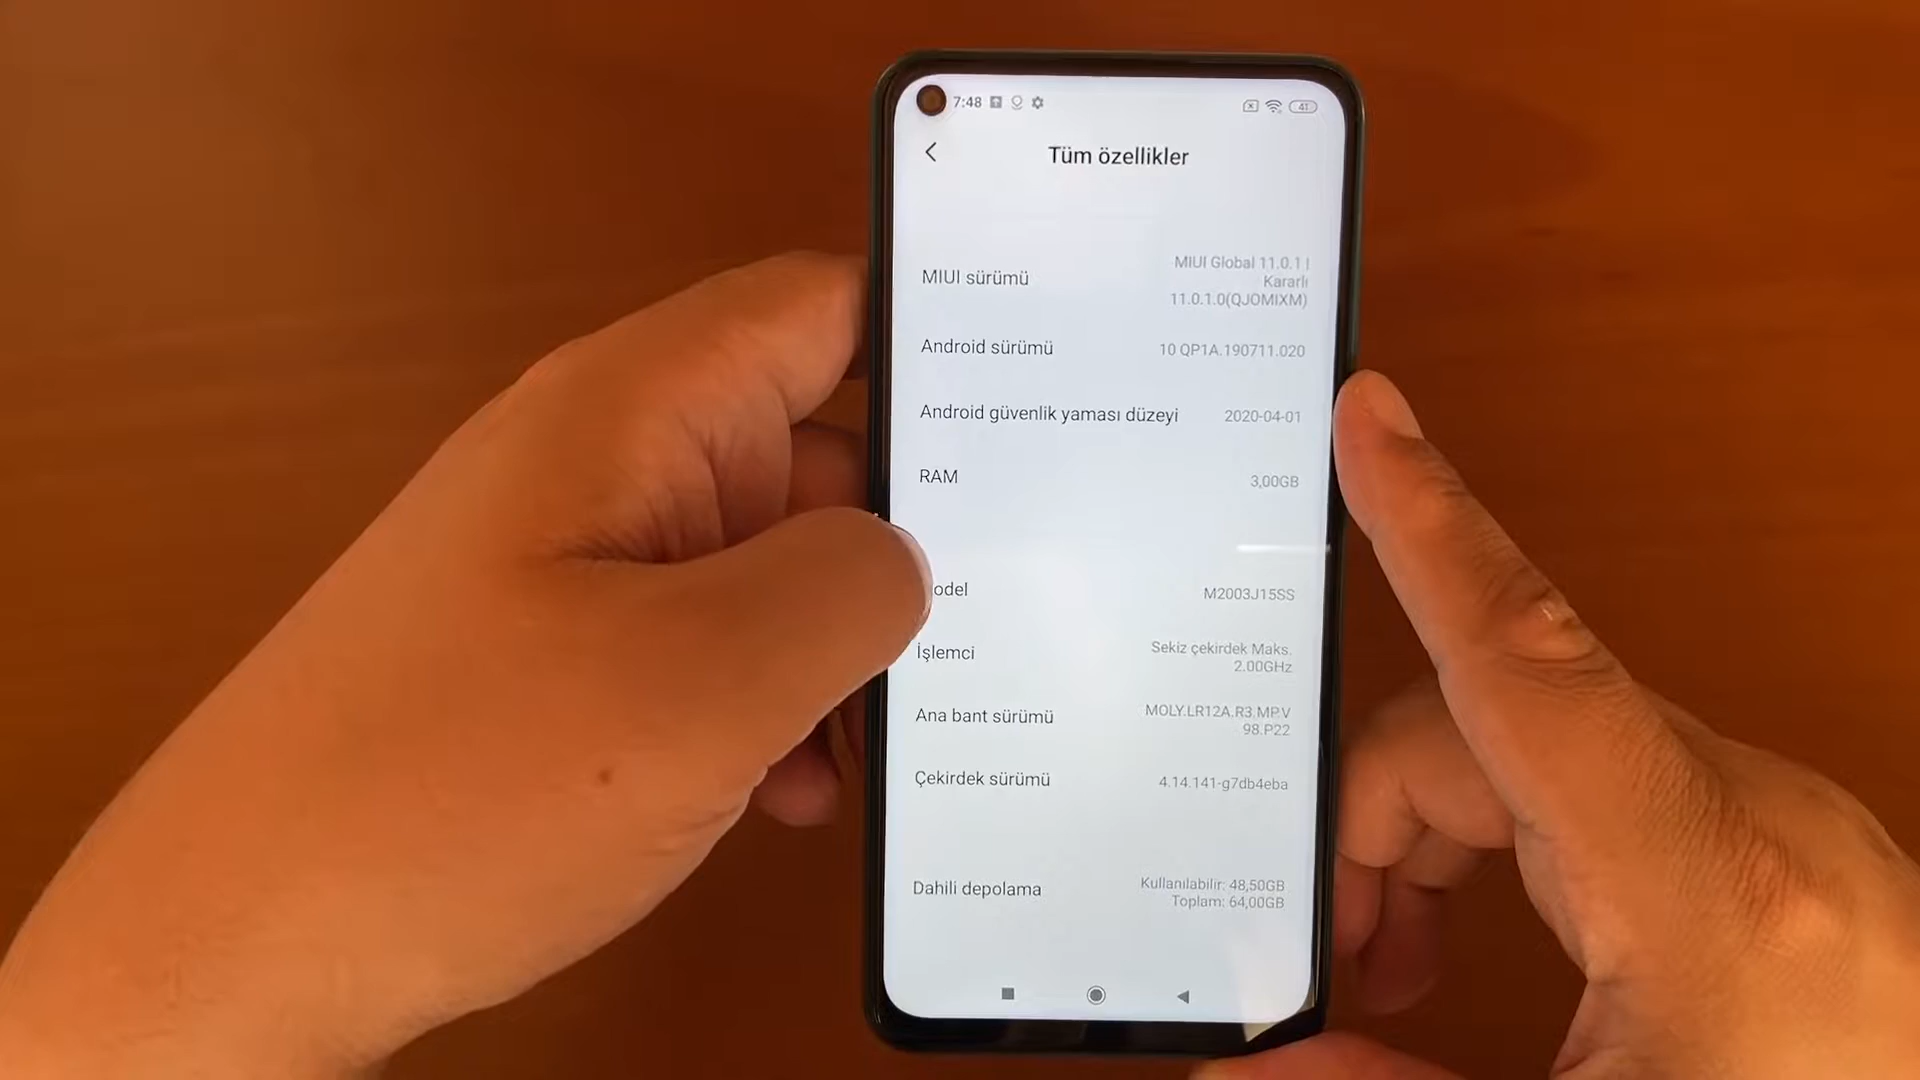 7:48
41
Tüm özellikler
MIUI sürümü
MIUI Global 11.0.1 |
Kararlı
11.0.1.0(QJOMIXM)
Android sürümü
10 QP1A.190711.020
Android güvenlik yaması düzeyi
2020-04-01
RAM
3,00GB
odel
M2003J15SS
İşlemci
Sekiz çekirdek Maks.
2.00GHz
Ana bant sürümü
MOLY.LR12A.R3.MP.V
98.P22
Çekirdek sürümü
4.14.141-g7db4eba
Dahili depolama
Kullanılabilir: 48,50GB
Toplam: 64,00GB